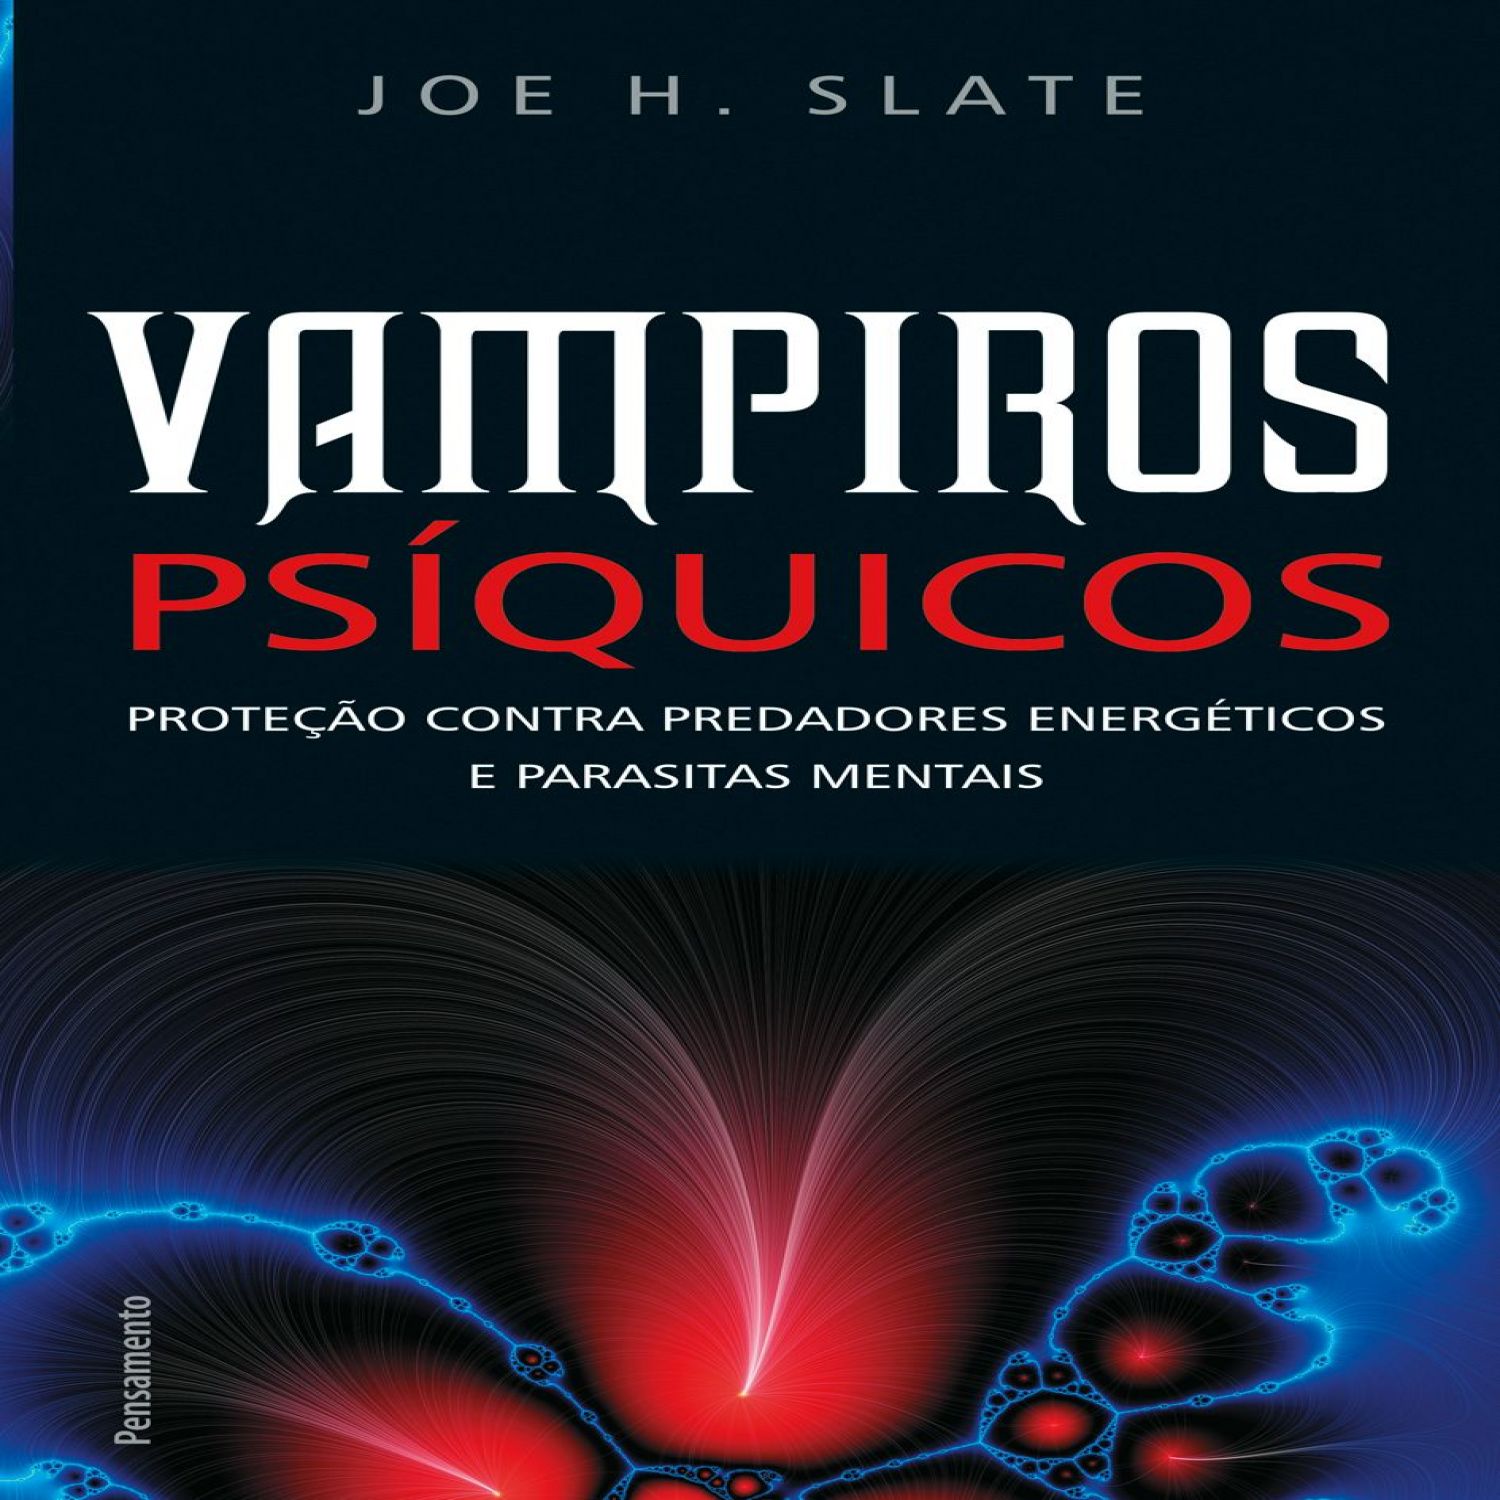 JOE H. SLATE
VAMPIROS
PSÍQUICOS
PROTEÇÃO CONTRA PREDADORES ENERGÉTICOS
E PARASITAS MENTAIS
Pensamento